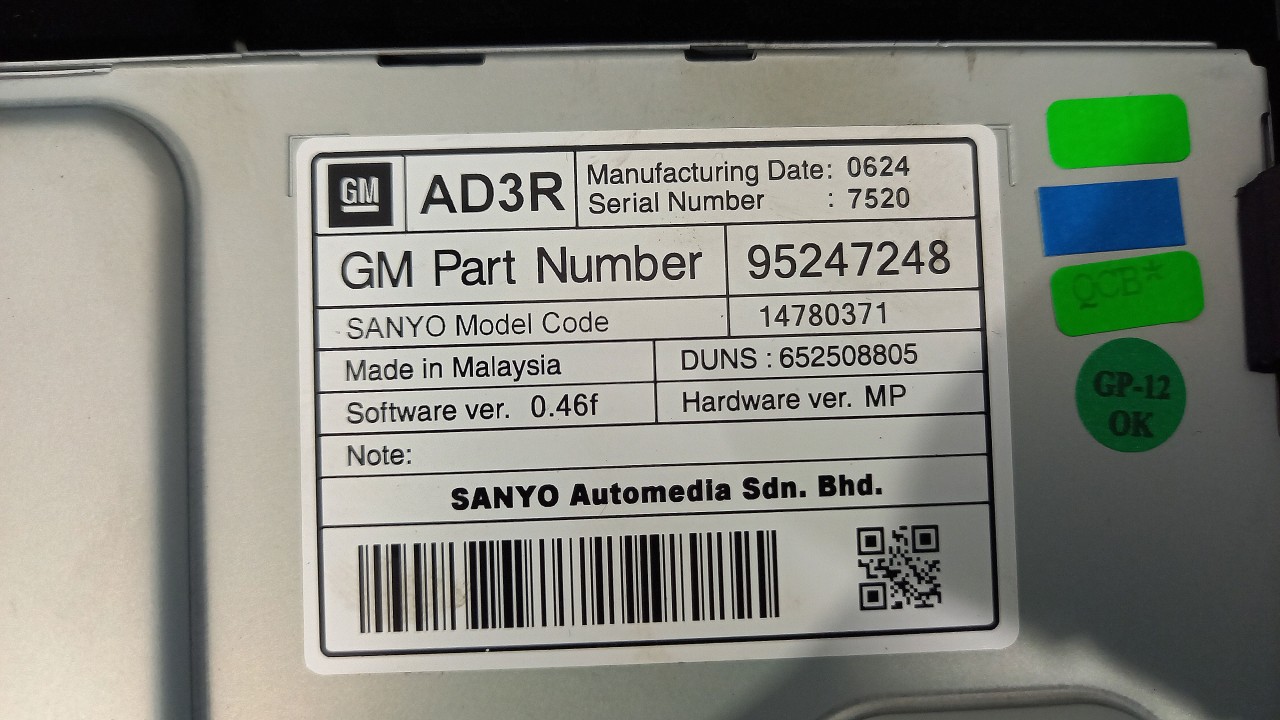 GM
AD3R
Manufacturing Date: 0624
Serial Number : 7520
GM Part Number 95247248
SANYO Model Code 14780371
Made in Malaysia DUNS : 652508805
Software ver. 0.46f Hardware ver. MP
Note:
SANYO Automedia Sdn. Bhd.
QCB*
GP-12
OK